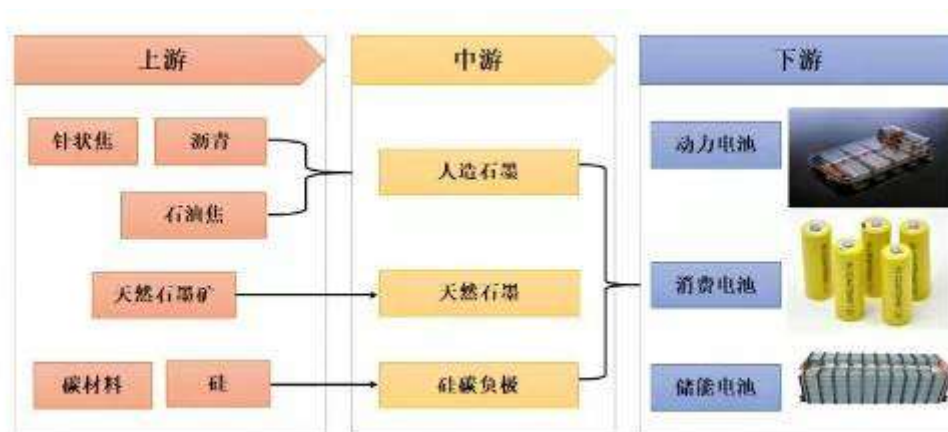 上游
中游
下游
针状焦
沥青
石油焦
天然石墨矿
碳材料
硅
人造石墨
天然石墨
硅碳负极
动力电池
消费电池
储能电池